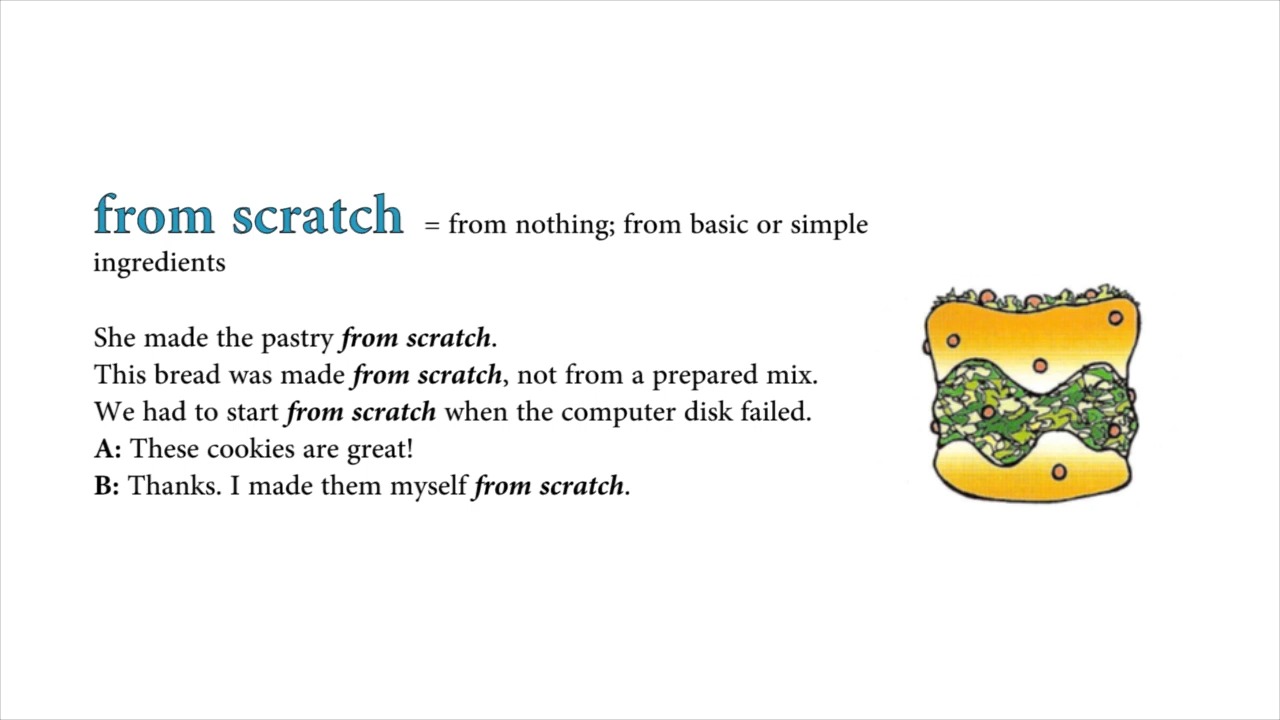 from scratch = from nothing; from basic or simple
ingredients
She made the pastry from scratch.
This bread was made from scratch, not from a prepared mix.
We had to start from scratch when the computer disk failed.
A: These cookies are great!
B: Thanks. I made them myself from scratch.